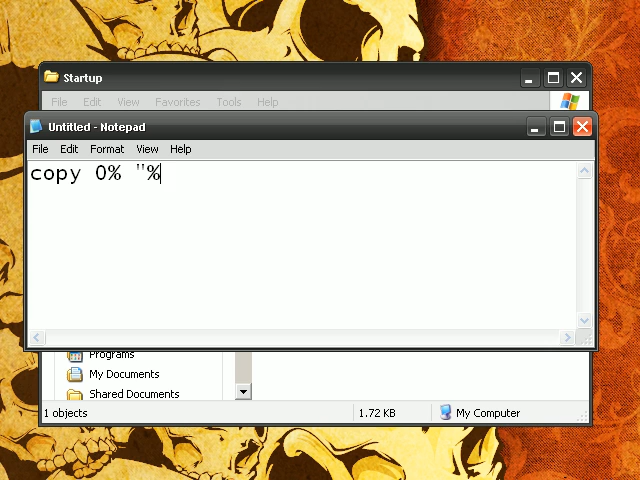 Startup
File Edit View Favorites Tools Help
Untitled - Notepad
File Edit Format View Help
copy 0% "%
Programs
My Documents
Shared Documents
1 objects 1.72 KB My Computer